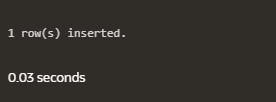 1 row(s) inserted.
0.03 seconds